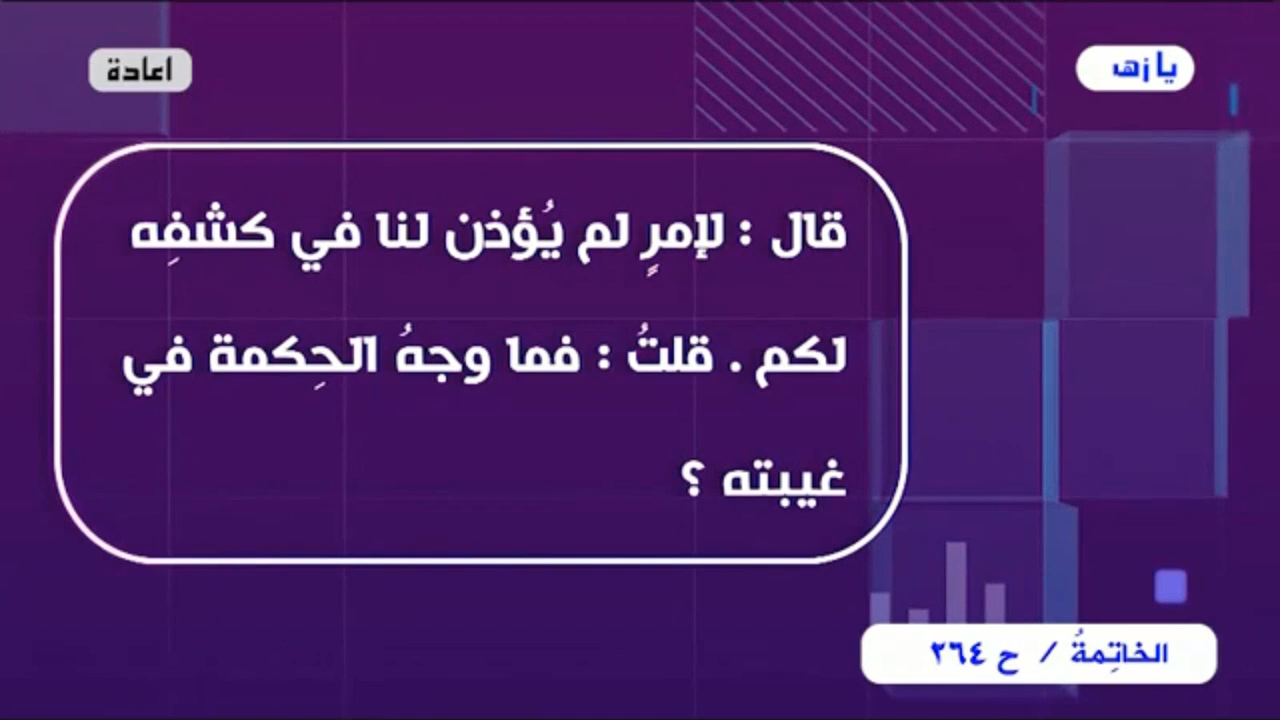 يا زهـ
اعادة
قال : لإمرٍ لم يُؤذن لنا في كشفِه
لكم . قلتُ : فما وجهُ الحِكمة في
غيبته ؟
الخاتِمةُ / ح ٢٦٤